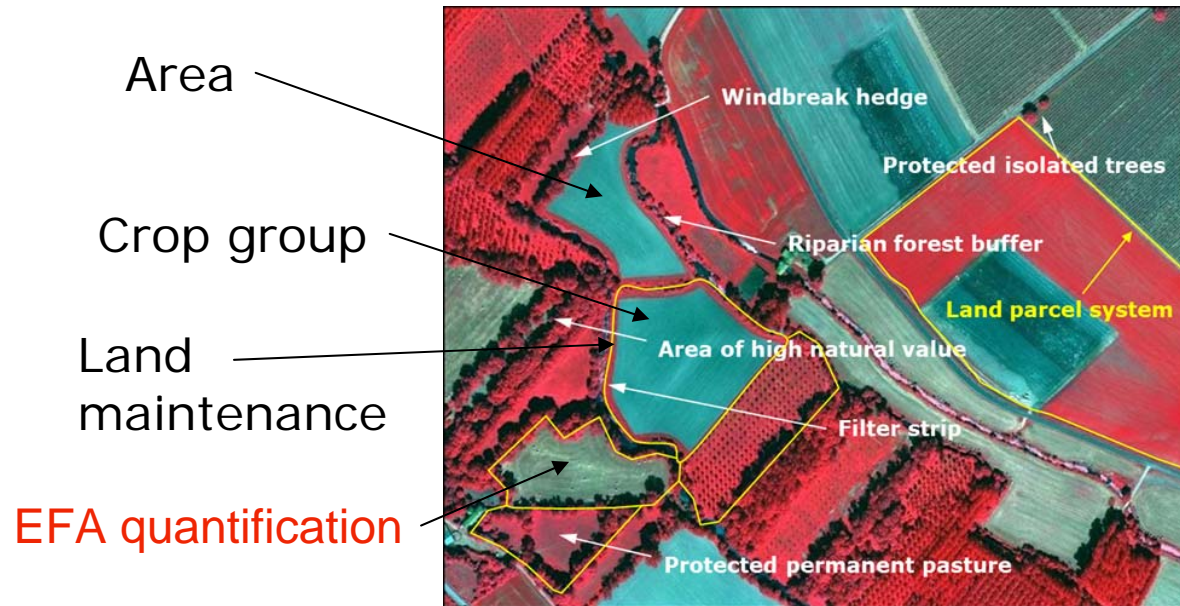 Area
Crop group
Land
maintenance
EFA quantification
Windbreak hedge
Protected isolated trees
Riparian forest buffer
Land parcel system
Area of high natural value
Filter strip
Protected permanent pasture